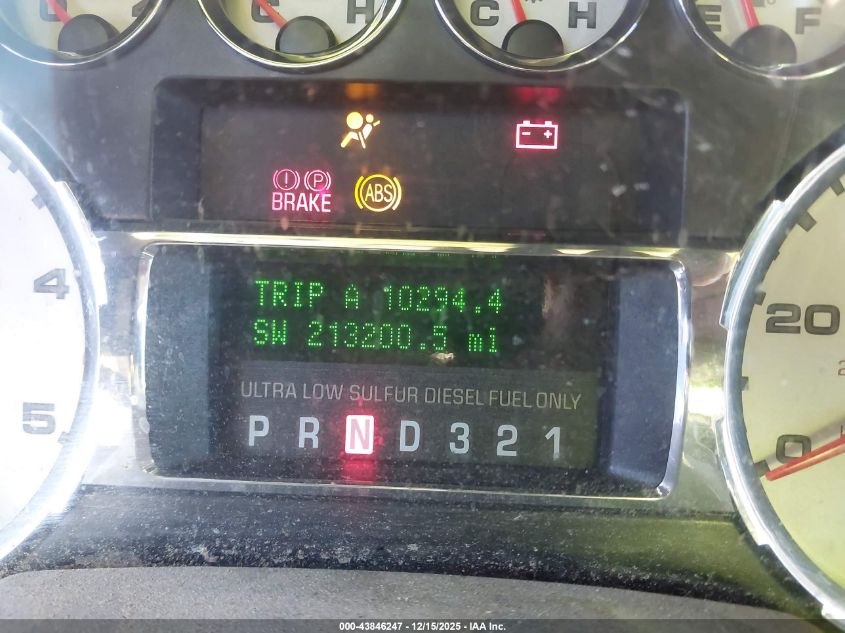 C H
C H
E F
BRAKE
ABS
4
5
TRIP A 10294.4
SW 213200.5 mi
ULTRA LOW SULFUR DIESEL FUEL ONLY
P R N D 3 2 1
20
0
000-43846247 - 12/15/2025 - IAA Inc.